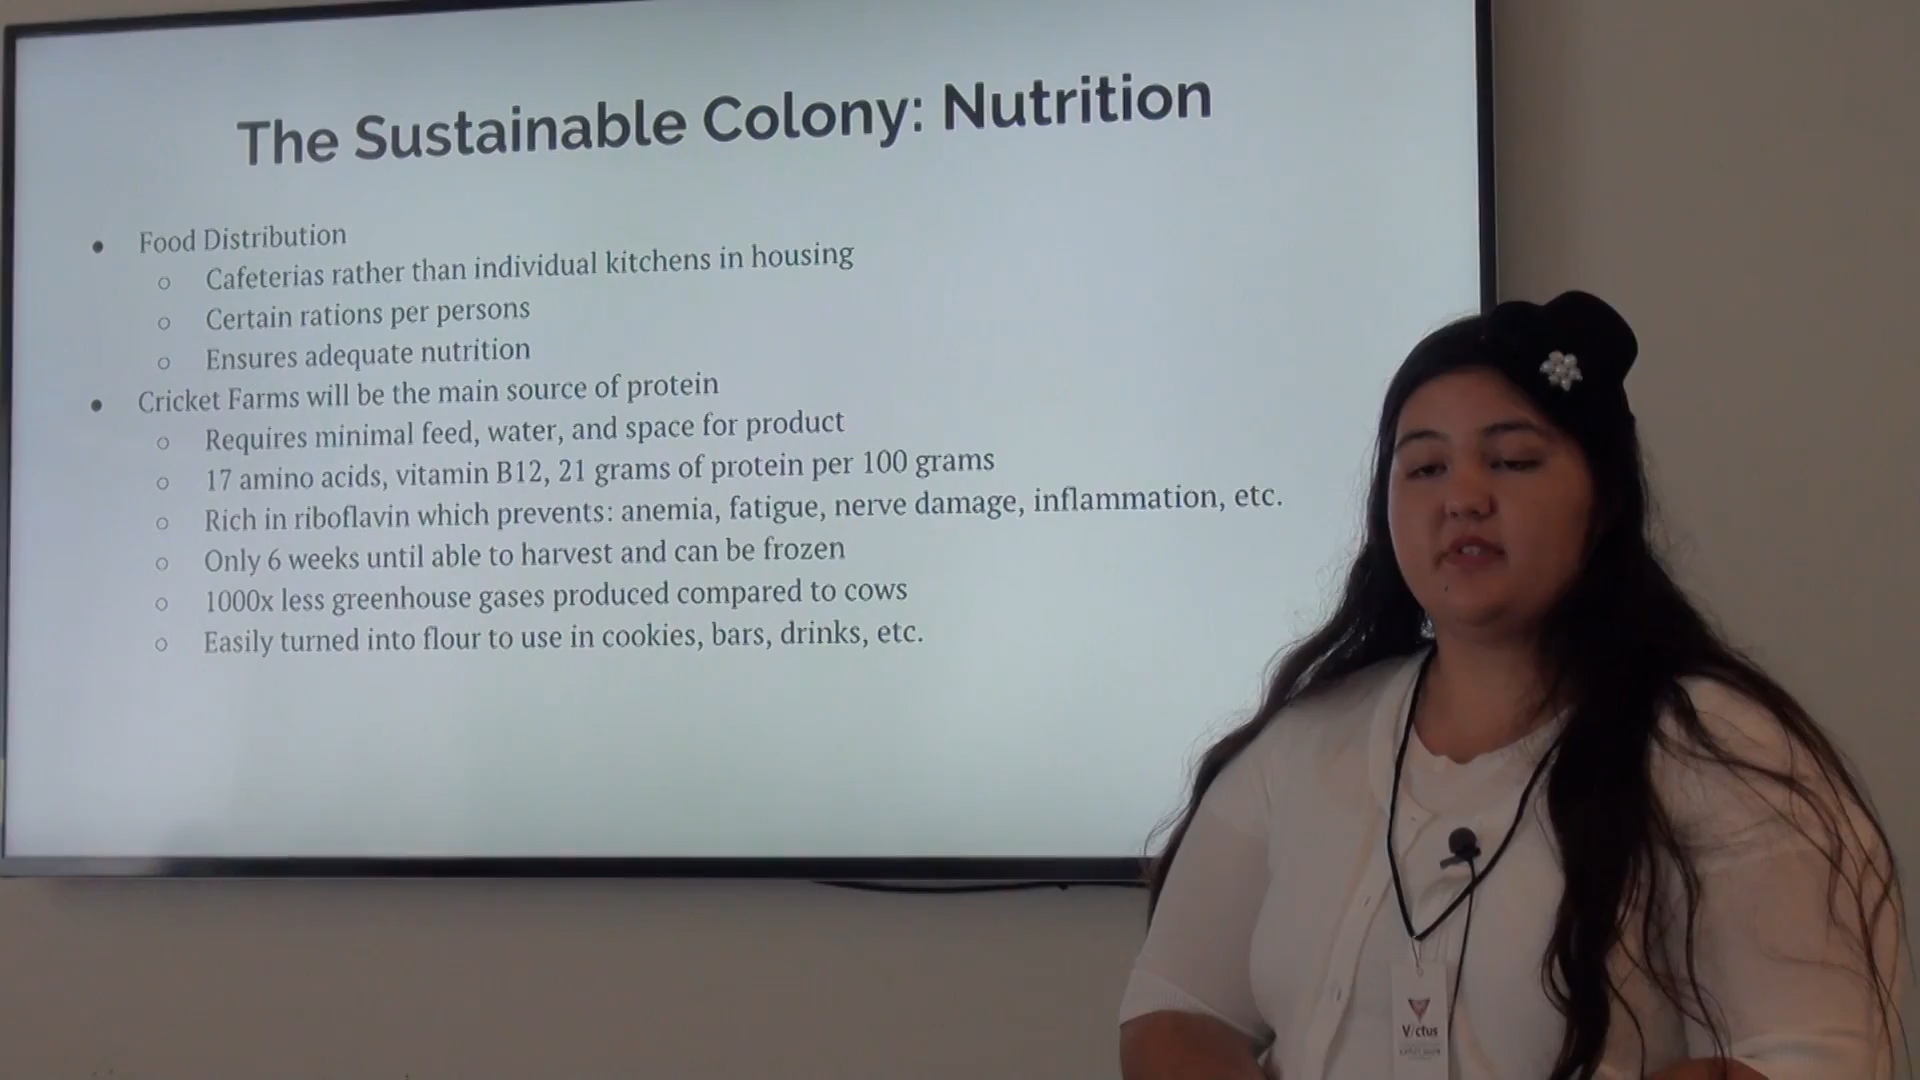 The Sustainable Colony: Nutrition
● Food Distribution
○ Cafeterias rather than individual kitchens in housing
○ Certain rations per persons
○ Ensures adequate nutrition
● Cricket Farms will be the main source of protein
○ Requires minimal feed, water, and space for product
○ 17 amino acids, vitamin B12, 21 grams of protein per 100 grams
○ Rich in riboflavin which prevents: anemia, fatigue, nerve damage, inflammation, etc.
○ Only 6 weeks until able to harvest and can be frozen
○ 1000x less greenhouse gases produced compared to cows
○ Easily turned into flour to use in cookies, bars, drinks, etc.
Victus